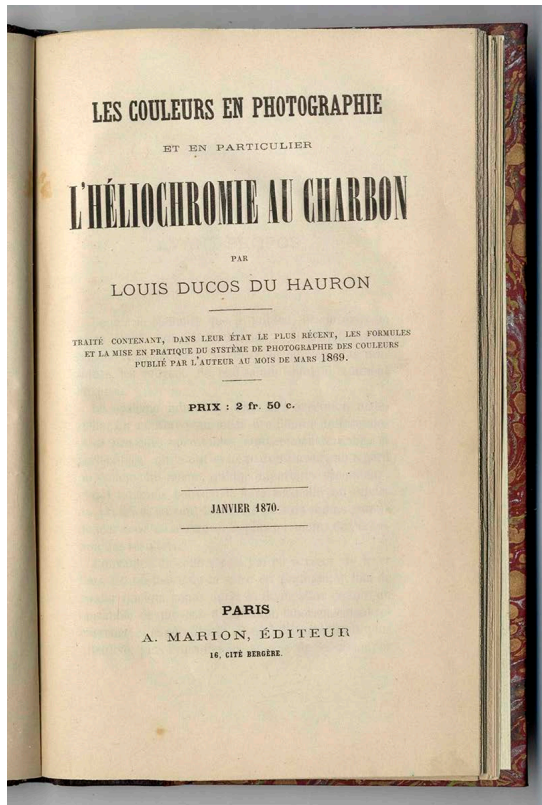 LES COULEURS EN PHOTOGRAPHIE
ET EN PARTICULIER
L'HÉLIOCHROMIE AU CHARBON
PAR
LOUIS DUCOS DU HAURON
TRAITÉ CONTENANT, DANS LEUR ÉTAT LE PLUS RÉCENT, LES FORMULES
ET LA MISE EN PRATIQUE DU SYSTÈME DE PHOTOGRAPHIE DES COULEURS
PUBLIÉ PAR L'AUTEUR AU MOIS DE MARS 1869.
PRIX : 2 fr. 50 c.
JANVIER 1870.
PARIS
A. MARION, ÉDITEUR
16, CITÉ BERGÈRE.